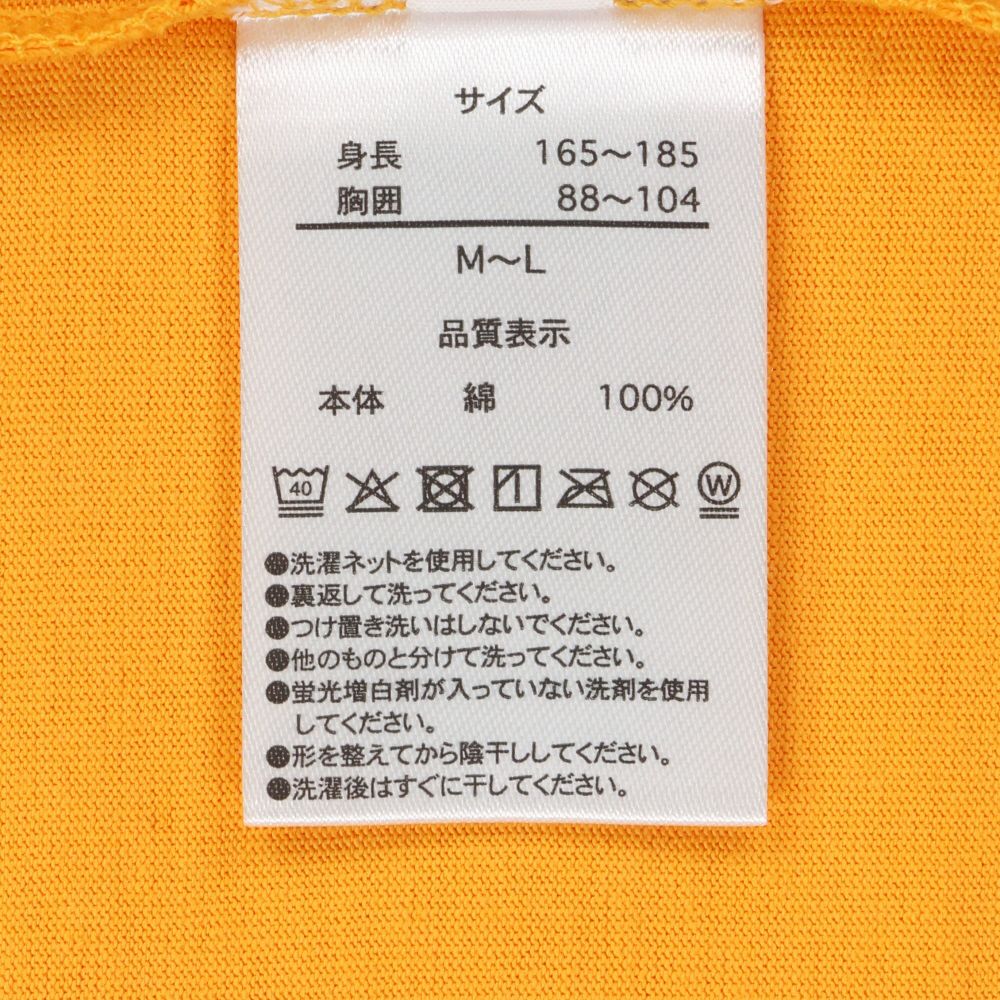 サイズ
身長 165～185
胸囲 88～104
M～L
品質表示
本体 綿 100%
40 W
●洗濯ネットを使用してください。
●裏返して洗ってください。
●つけ置き洗いはしないでください。
●他のものと分けて洗ってください。
●蛍光増白剤が入っていない洗剤を使用
してください。
●形を整えてから陰干ししてください。
●洗濯後はすぐに干してください。